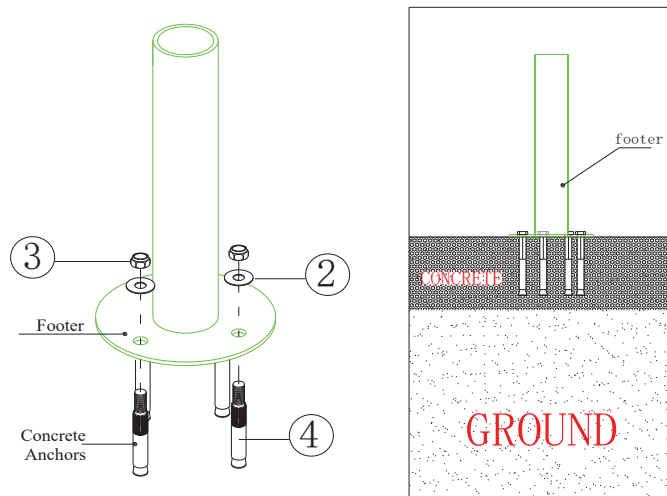 3
2
Footer
Concrete
Anchors
4
footer
CONCRETE
GROUND